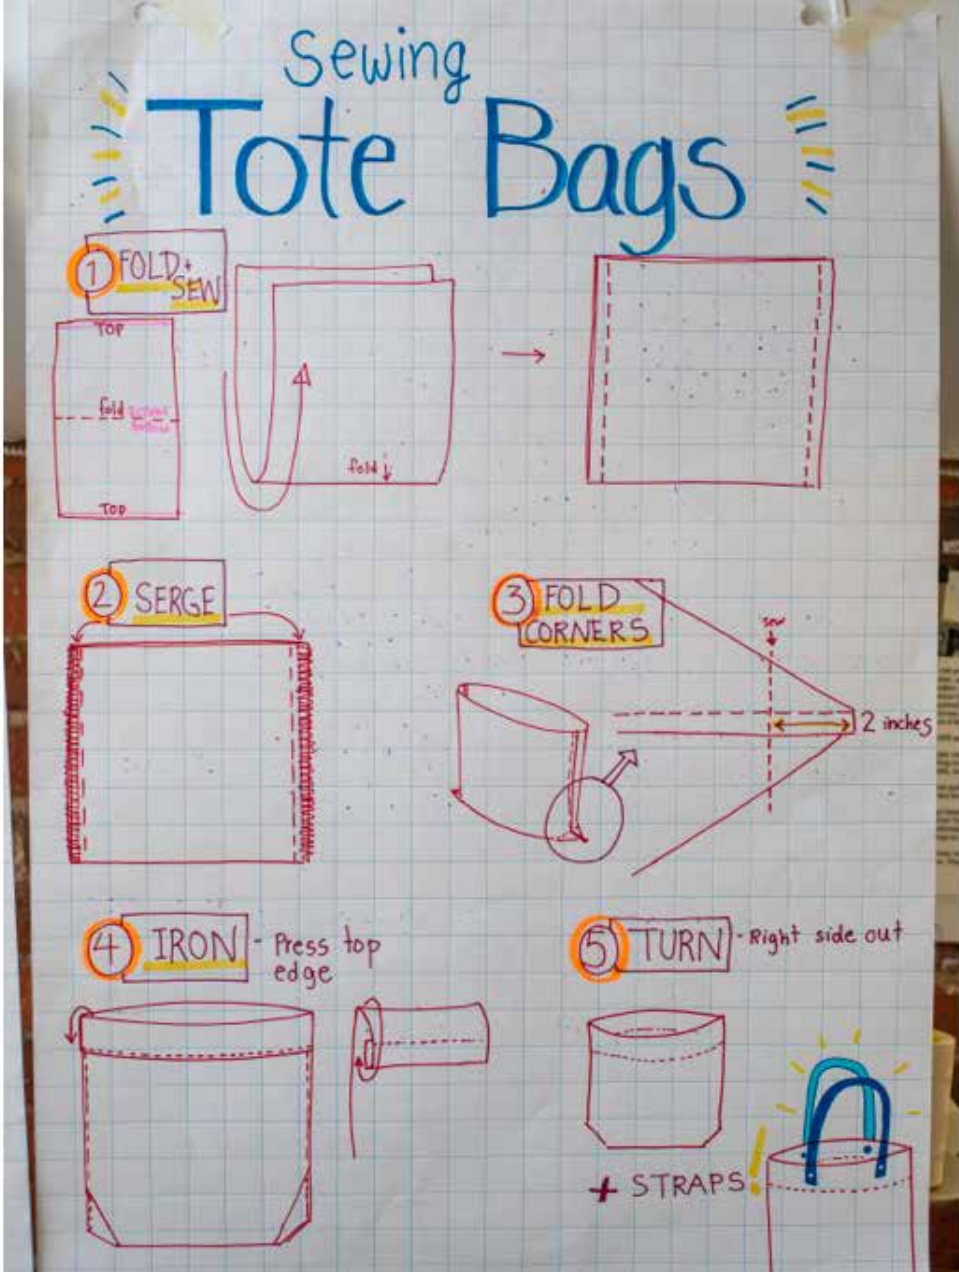 Sewing
Tote Bags
1 FOLD +
SEW
TOP
fold
bottom
TOP
fold ↓
2 SERGE
3 FOLD
CORNERS
sew
2 inches
4 IRON - Press top
edge
5 TURN - Right side out
+ STRAPS!